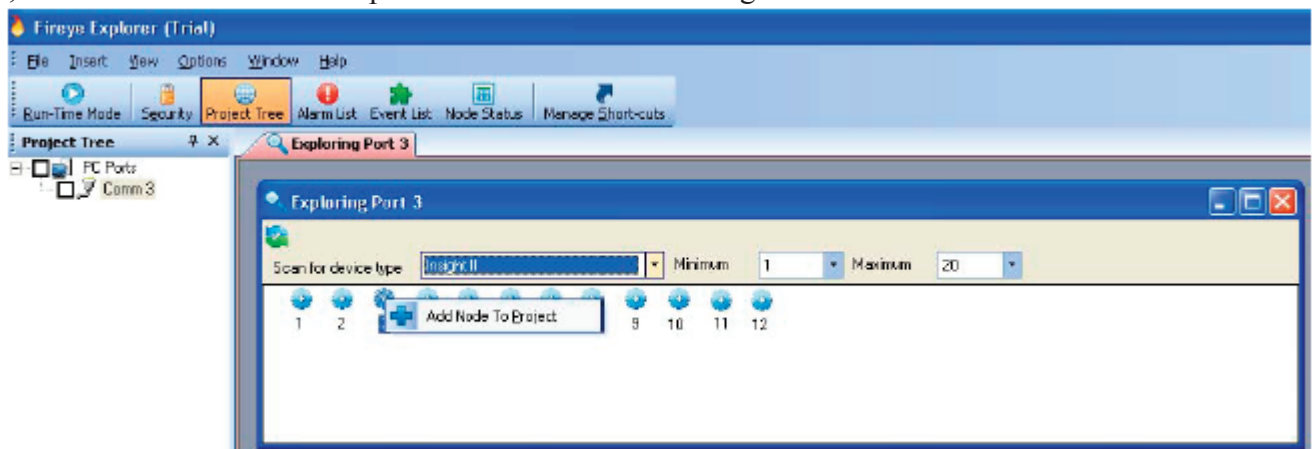 Fireye Explorer (Trial)
File Insert View Options Window Help
Run-Time Mode Security Project Tree Alarm List Event List Node Status Manage Short-cuts
Project Tree Exploring Port 3
PC Ports
Comm 3
Exploring Port 3
Scan for device type Insight II Minimum 1 Maximum 20
Add Node To Project
1 2 9 10 11 12